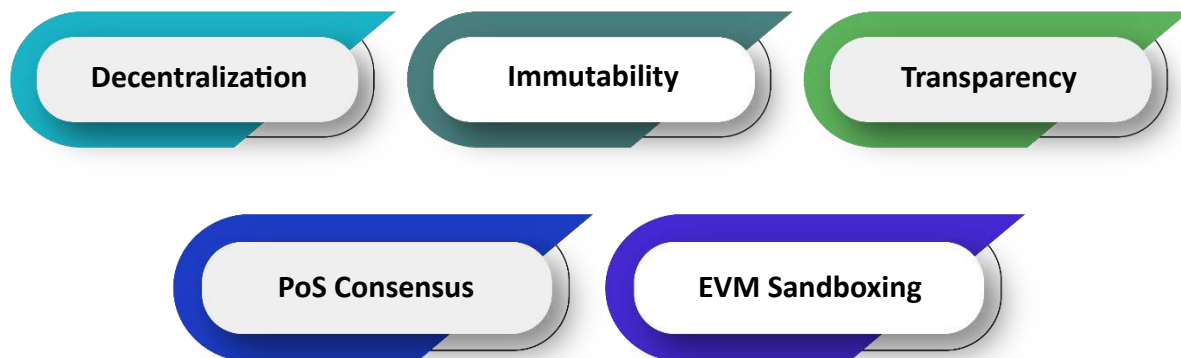 Decentralization
Immutability
Transparency
PoS Consensus
EVM Sandboxing